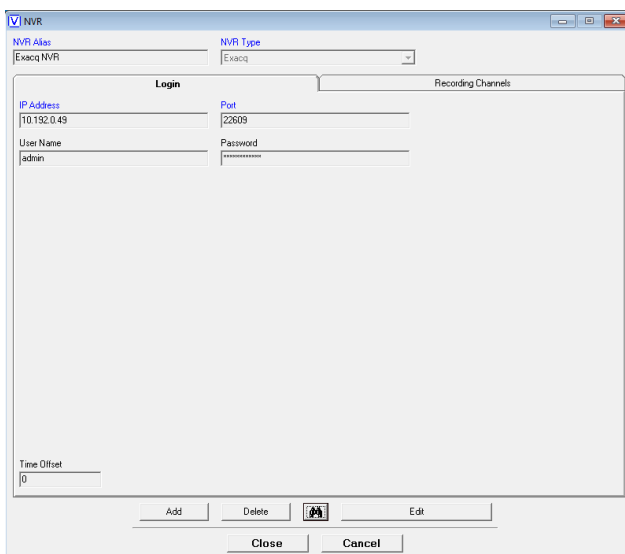 NVR
NVR Alias NVR Type
Exacq NVR Exacq
Login Recording Channels
IP Address Port
10.192.0.49 22609
User Name Password
admin ************
Time Offset
0
Add Delete Edit
Close Cancel